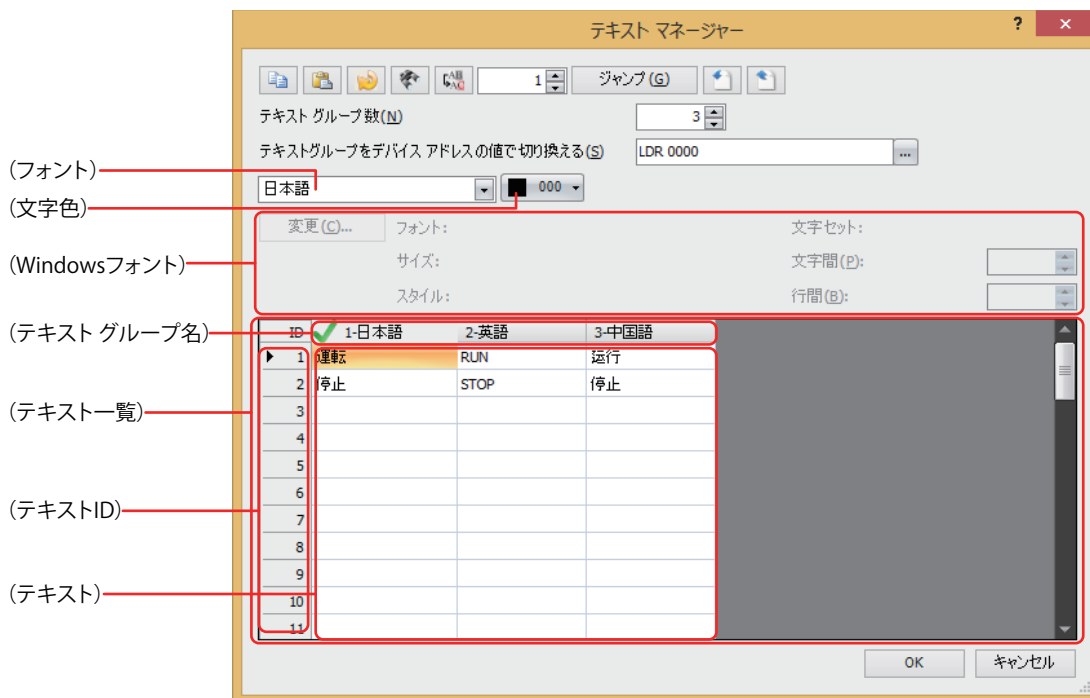 テキスト マネージャー
?
×
1
ジャンプ(G)
テキスト グループ数(N)
3
テキストグループをデバイス アドレスの値で切り換える(S)
LDR 0000
...
(フォント)
日本語
000
(文字色)
変更(C)...
フォント:
文字セット:
(Windowsフォント)
サイズ:
文字間(P):
スタイル:
行間(B):
(テキスト グループ名)
ID
1-日本語
2-英語
3-中国語
1 運転 RUN 运行
2 停止 STOP 停止
3
(テキスト一覧)
4
5
6
(テキストID)
7
8
9
(テキスト)
10
11
OK
キャンセル